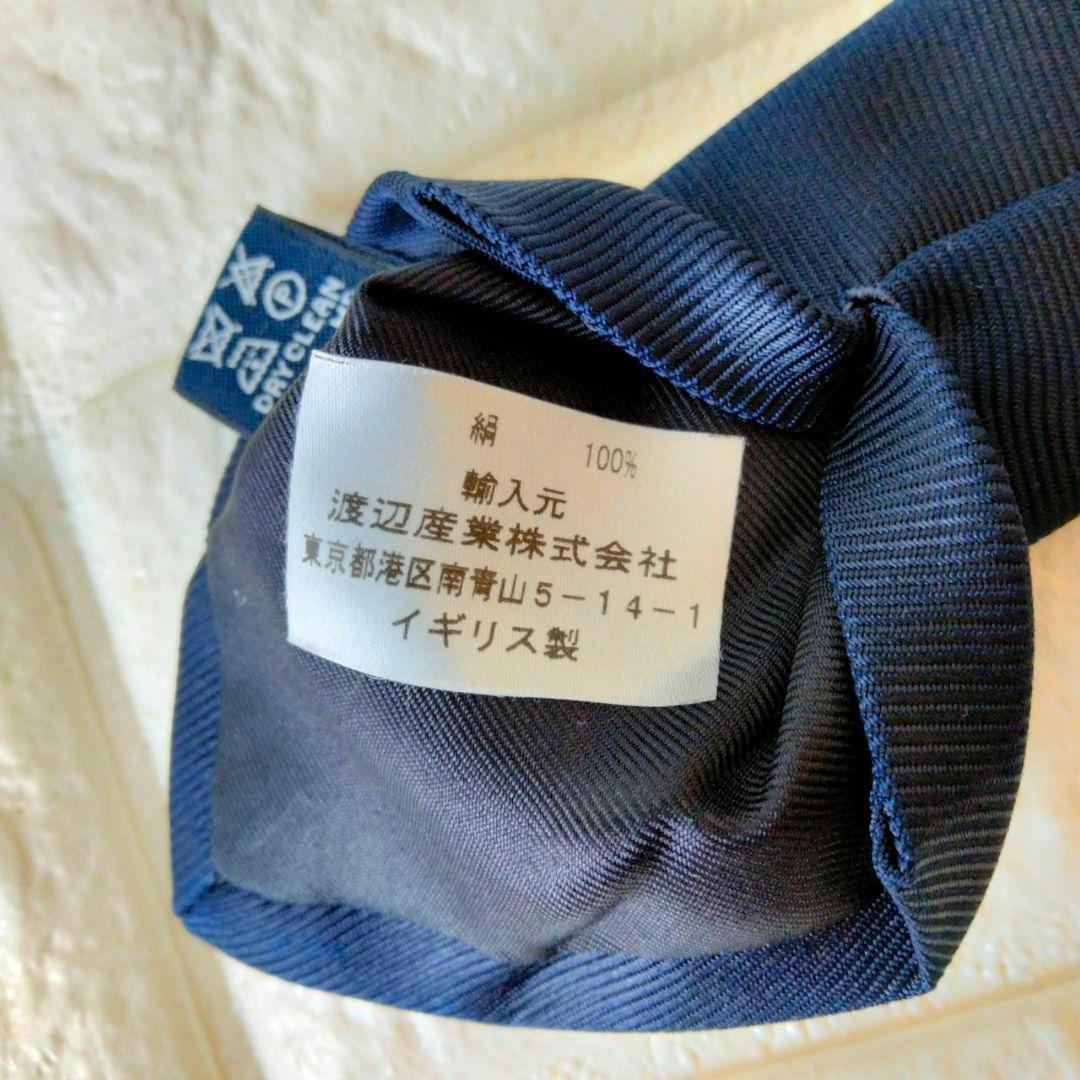 DRY CLEAN
絹 100%
輸入元
渡辺産業株式会社
東京都港区南青山5-14-1
イギリス製